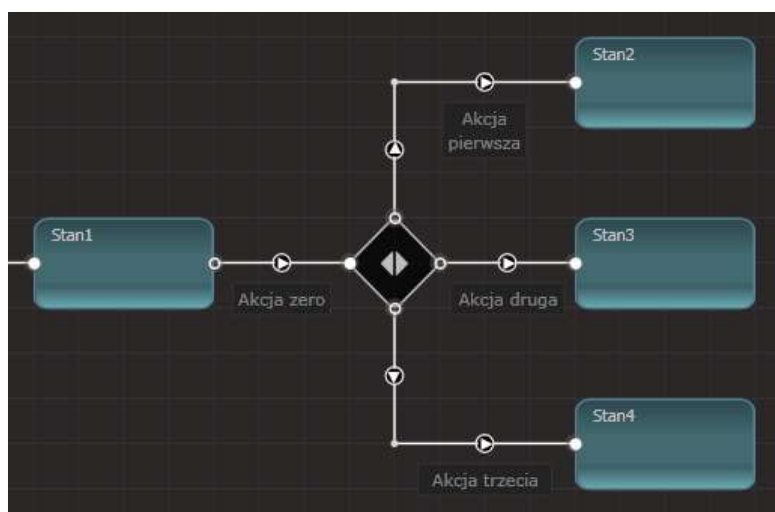 Stan2
Akcja
pierwsza
Stan1
Stan3
Akcja zero
Akcja druga
Stan4
Akcja trzecia